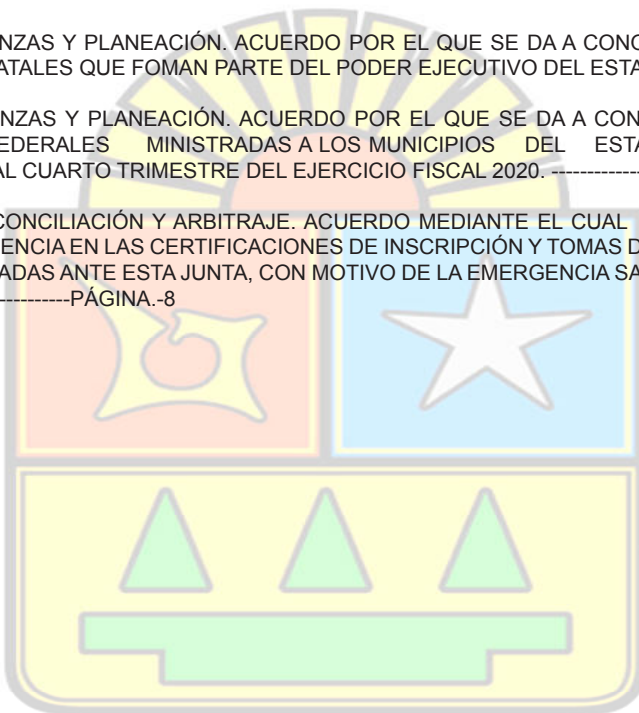 NZAS Y PLANEACIÓN. ACUERDO POR EL QUE SE DA A CONO
ATALES QUE FOMAN PARTE DEL PODER EJECUTIVO DEL ESTA
NZAS Y PLANEACIÓN. ACUERDO POR EL QUE SE DA A CON
EDERALES MINISTRADAS A LOS MUNICIPIOS DEL ESTA
AL CUARTO TRIMESTRE DEL EJERCICIO FISCAL 2020. -------------
CONCILIACIÓN Y ARBITRAJE. ACUERDO MEDIANTE EL CUAL
ENCIA EN LAS CERTIFICACIONES DE INSCRIPCIÓN Y TOMAS D
ADAS ANTE ESTA JUNTA, CON MOTIVO DE LA EMERGENCIA SA
----------PÁGINA.-8